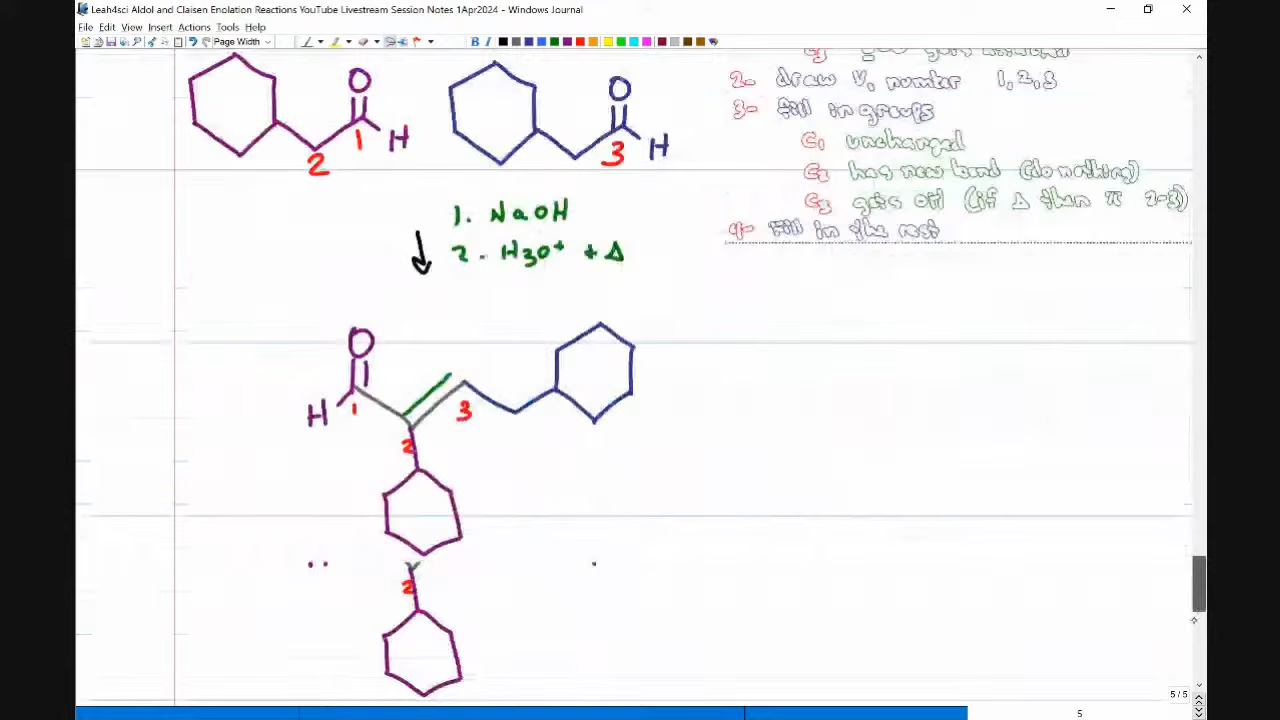 Leah4sci Aldol and Claisen Enolation Reactions YouTube Livestream Session Notes 1Apr2024 - Windows Journal
File Edit View Insert Actions Tools Help
Page Width B I
O
1
H
2
O
3
H
2- draw V, number 1,2,3
3- fill in groups
C1 unchanged
C2 has new bond (do nothing)
C3 gets OH (if Δ then π 2-3)
4- Fill in the rest
1. NaOH
2. H3O+ + Δ
O
H
1
3
2
2
5 / 5
5